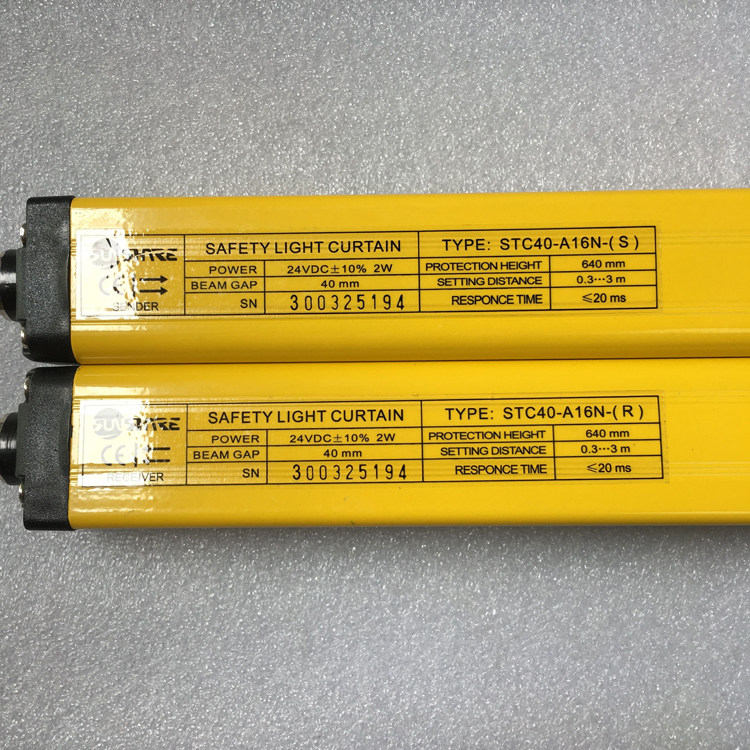 SUNSHARE
SAFETY LIGHT CURTAIN TYPE: STC40-A16N-(S)
POWER 24VDC±10% 2W PROTECTION HEIGHT 640 mm
BEAM GAP 40 mm SETTING DISTANCE 0.3···3 m
CE SENDER SN 300325194 RESPONCE TIME ≤20 ms
SAFETY LIGHT CURTAIN TYPE: STC40-A16N-(R)
POWER 24VDC±10% 2W PROTECTION HEIGHT 640 mm
BEAM GAP 40 mm SETTING DISTANCE 0.3···3 m
CE RECEIVER SN 300325194 RESPONCE TIME ≤20 ms